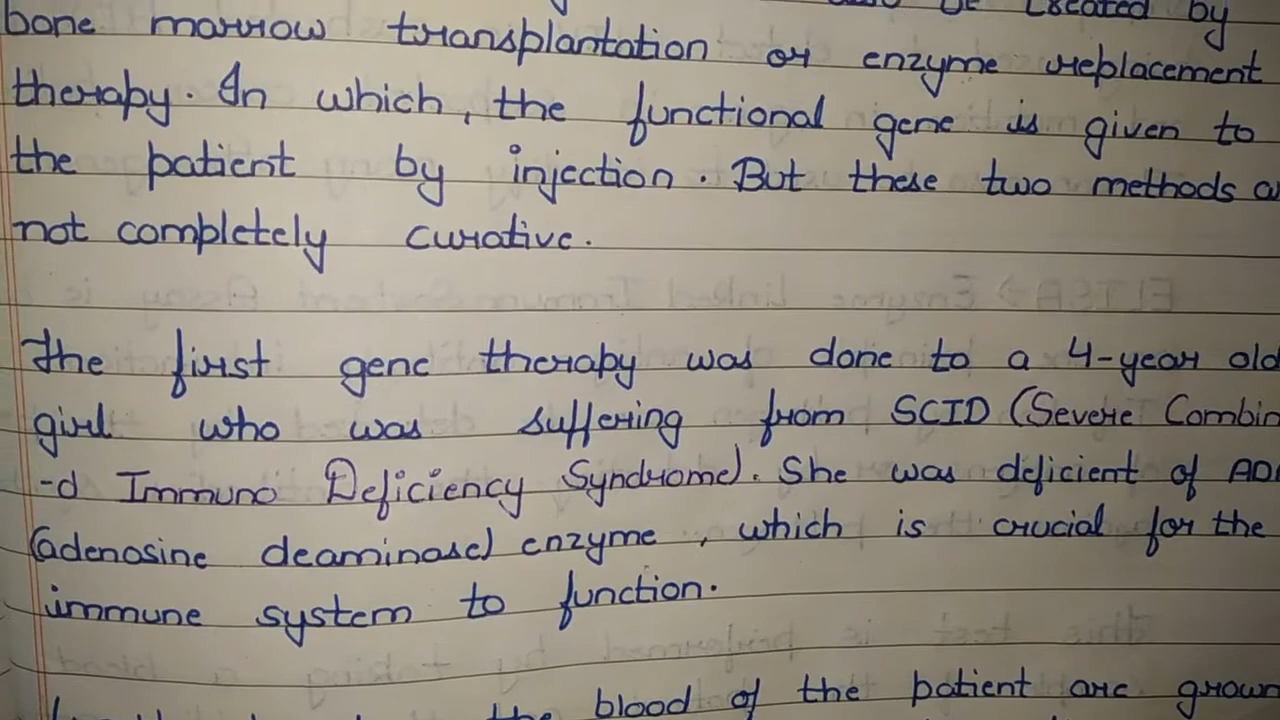 be treated by
bone marrow transplantation or enzyme replacement
therapy. In which, the functional gene is given to
the patient by injection. But these two methods a
not completely curative.
The first gene therapy was done to a 4-year old
girl who was suffering from SCID (Severe Combin
-d Immuno Deficiency Syndrome). She was deficient of AD
(adenosine deaminase) enzyme, which is crucial for the
immune system to function.
the blood of the patient are grown